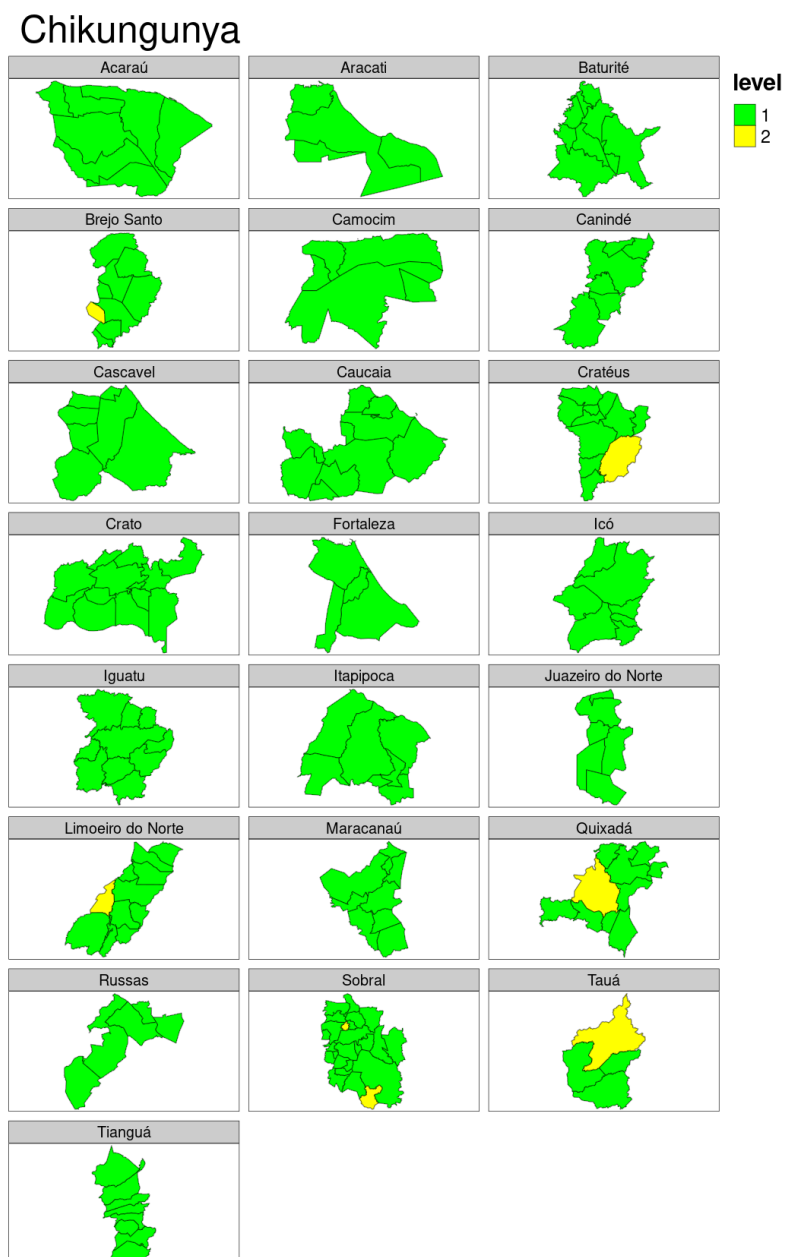 Chikungunya
Acaraú
Aracati
Baturité
level
1
2
Brejo Santo
Camocim
Canindé
Cascavel
Caucaia
Cratéus
Crato
Fortaleza
Icó
Iguatu
Itapipoca
Juazeiro do Norte
Limoeiro do Norte
Maracanaú
Quixadá
Russas
Sobral
Tauá
Tianguá